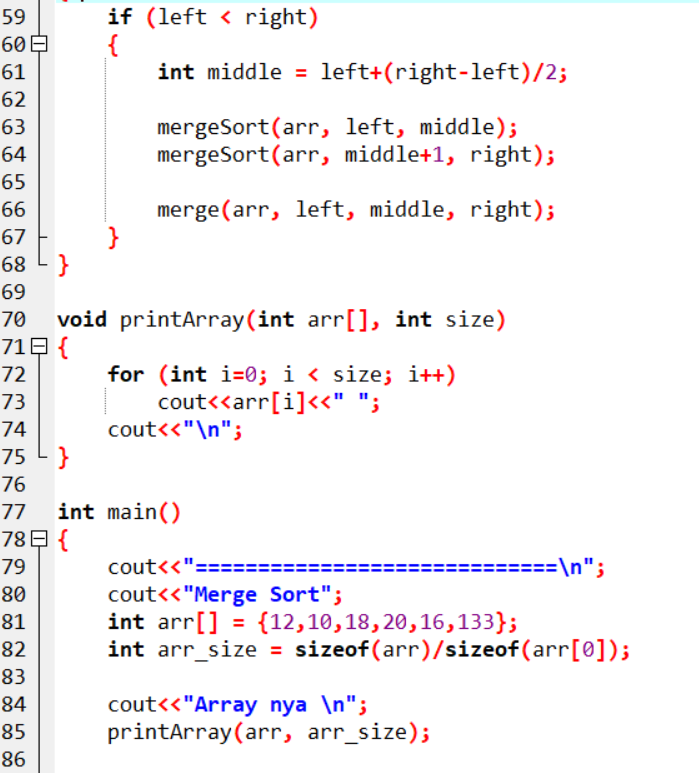 59 if (left < right)
60 {
61 int middle = left+(right-left)/2;
62
63 mergeSort(arr, left, middle);
64 mergeSort(arr, middle+1, right);
65
66 merge(arr, left, middle, right);
67 }
68 }
69
70 void printArray(int arr[], int size)
71 {
72 for (int i=0; i < size; i++)
73 cout<<arr[i]<<" ";
74 cout<<"\n";
75 }
76
77 int main()
78 {
79 cout<<"=============================\n";
80 cout<<"Merge Sort";
81 int arr[] = {12,10,18,20,16,133};
82 int arr_size = sizeof(arr)/sizeof(arr[0]);
83
84 cout<<"Array nya \n";
85 printArray(arr, arr_size);
86